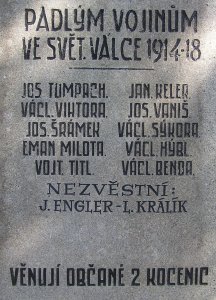 PADLÝM VOJINŮM
VE SVĚT. VÁLCE 1914-18
JOS. TUMPACH. JAN KELER.
VÁCL. VIKTORA. JOS. VANIŠ.
JOS. ŠRÁMEK VÁCL. SÝKORA.
EMAN MILOTA. VÁCL. HÝBL.
VOJT. TITL. VÁCL. BENDA.
NEZVĚSTNÍ:
J. ENGLER - L. KRÁLÍK
VĚNUJÍ OBČANÉ Z KOCENIC